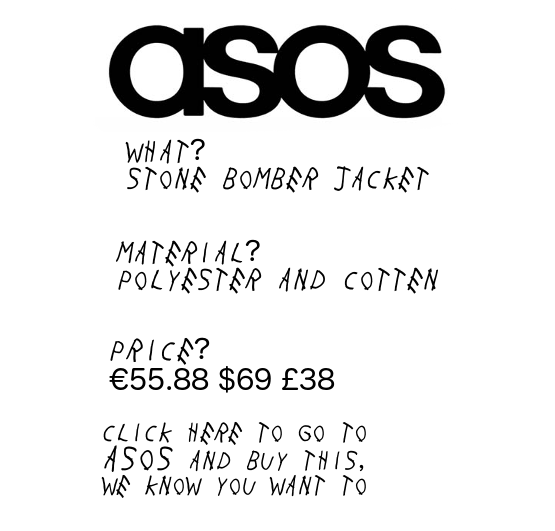 asos
WHAT?
STONE BOMBER JACKET
MATERIAL?
POLYESTER AND COTTEN
PRICE?
€55.88 $69 £38
CLICK HERE TO GO TO
ASOS AND BUY THIS,
WE KNOW YOU WANT TO